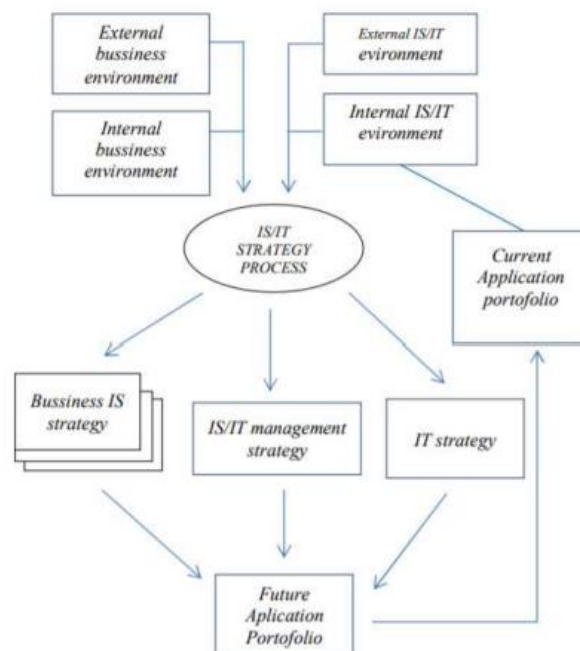 External
bussiness
environment
External IS/IT
evironment
Internal
bussiness
environment
Internal IS/IT
evironment
IS/IT
STRATEGY
PROCESS
Current
Application
portofolio
Bussiness IS
strategy
IS/IT management
strategy
IT strategy
Future
Aplication
Portofolio